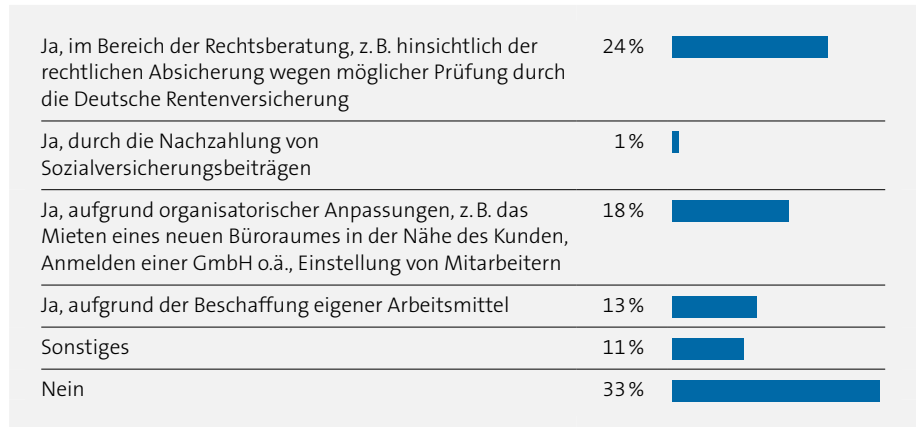 Ja, im Bereich der Rechtsberatung, z. B. hinsichtlich der 24 %
rechtlichen Absicherung wegen möglicher Prüfung durch
die Deutsche Rentenversicherung
Ja, durch die Nachzahlung von 1 %
Sozialversicherungsbeiträgen
Ja, aufgrund organisatorischer Anpassungen, z. B. das 18 %
Mieten eines neuen Büroraumes in der Nähe des Kunden,
Anmelden einer GmbH o.ä., Einstellung von Mitarbeitern
Ja, aufgrund der Beschaffung eigener Arbeitsmittel 13 %
Sonstiges 11 %
Nein 33 %